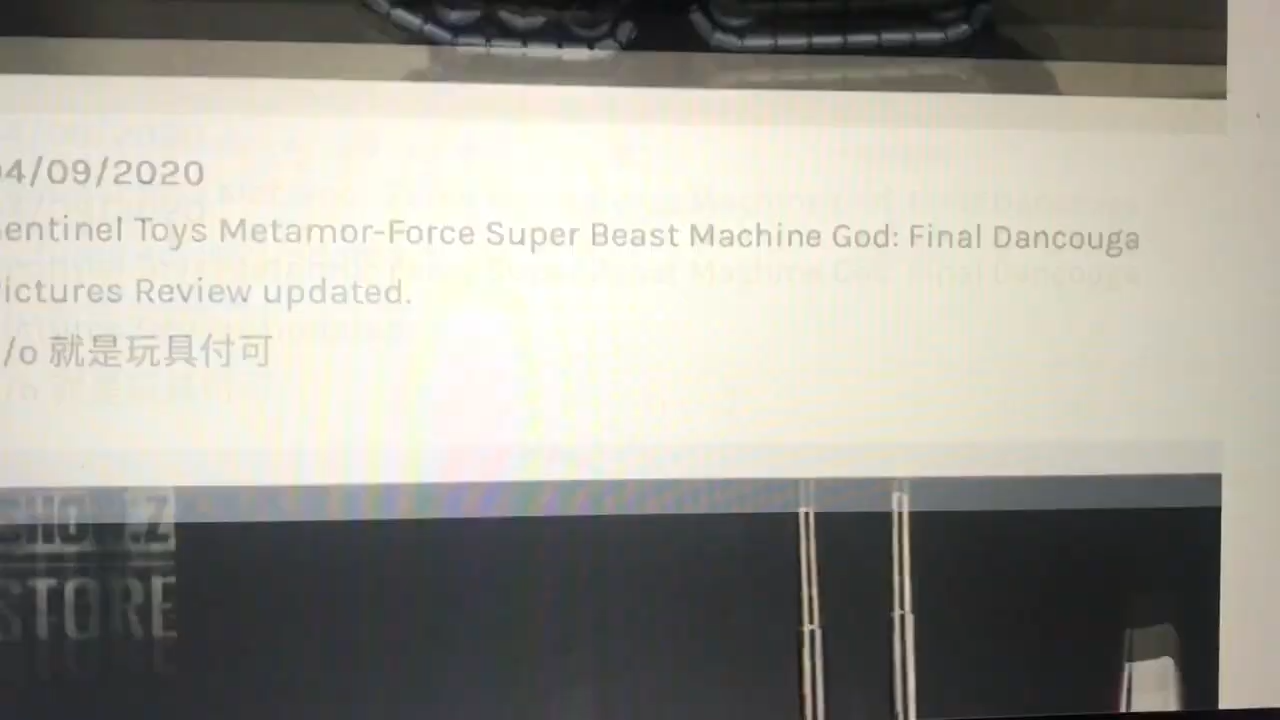 04/09/2020
Sentinel Toys Metamor-Force Super Beast Machine God: Final Dancouga
Pictures Review updated.
/o 就是玩具付可
STORE